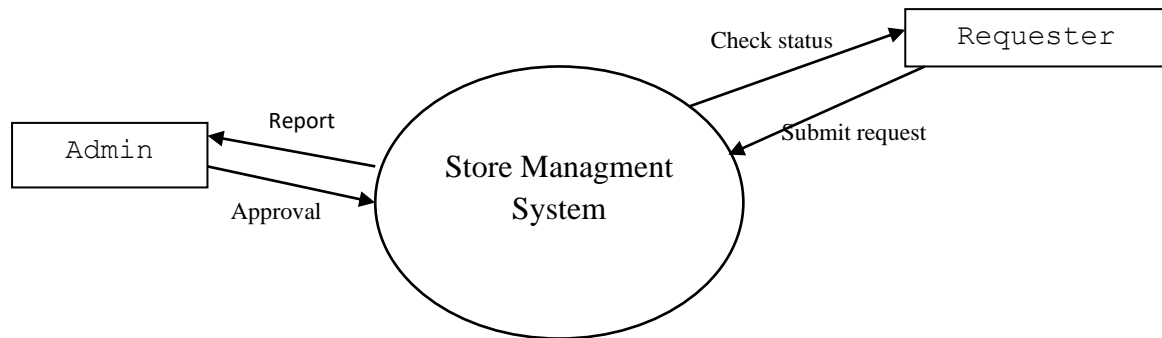 Check status
Requester
Report
Submit request
Admin
Store Managment
System
Approval